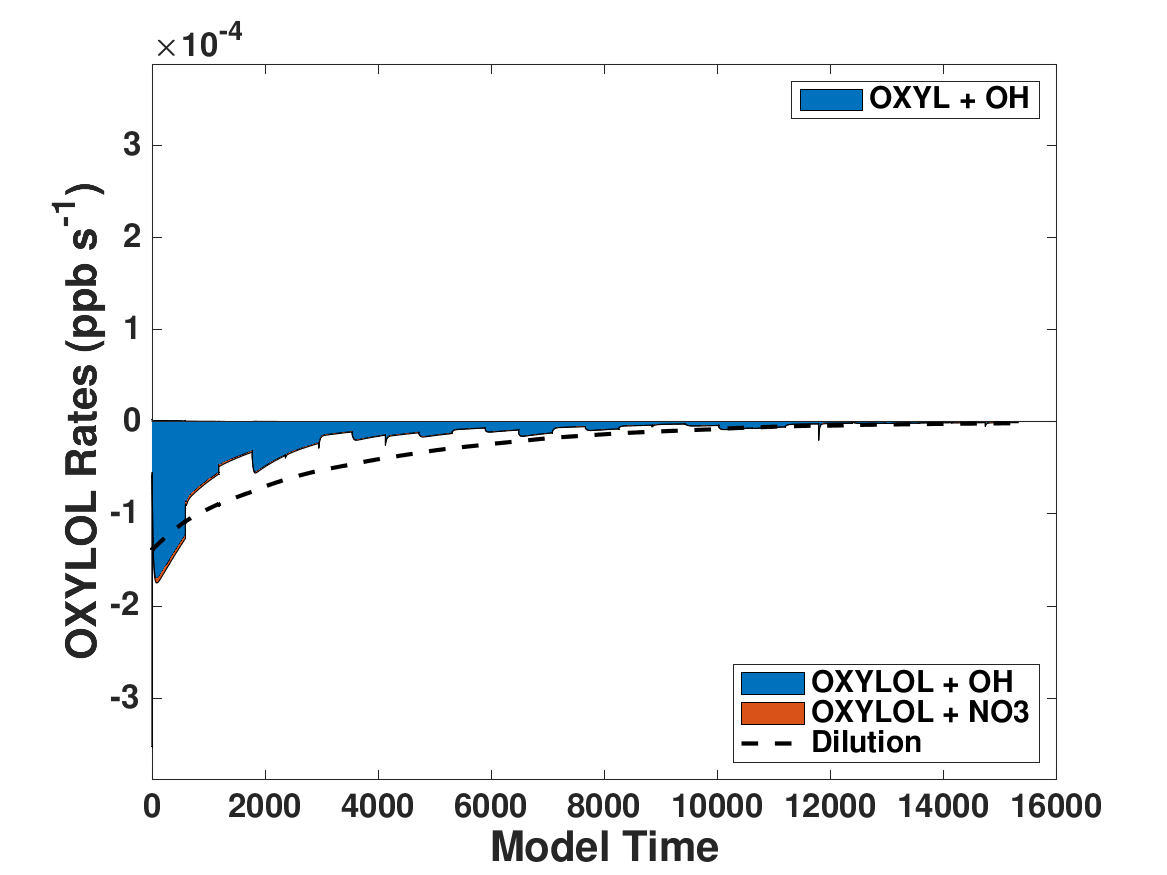 ×10-4
OXYL + OH
3
2
1
0
-1
-2
-3
OXYLOL Rates (ppb s-1)
OXYLOL + OH
OXYLOL + NO3
Dilution
0 2000 4000 6000 8000 10000 12000 14000 16000
Model Time